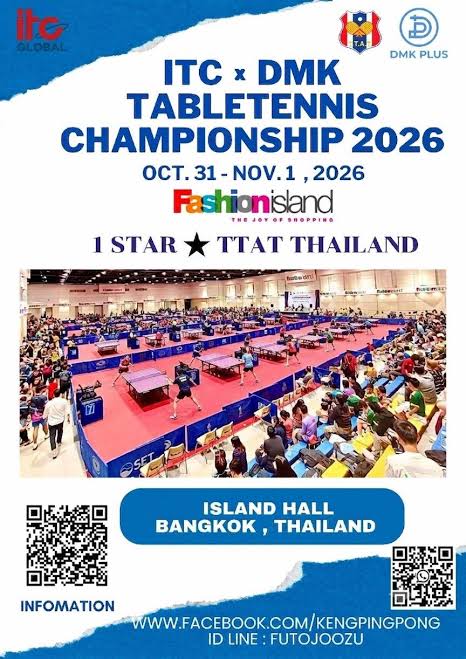 itc
GLOBAL
T.T.A.T.
DMK PLUS
ITC x DMK
TABLETENNIS
CHAMPIONSHIP 2026
OCT. 31 - NOV. 1 , 2026
Fashionisland
THE JOY OF SHOPPING
1 STAR ★ TTAT THAILAND
SET
ISLAND HALL
BANGKOK , THAILAND
INFOMATION
WWW.FACEBOOK.COM/KENGPINGPONG
ID LINE : FUTOJOOZU